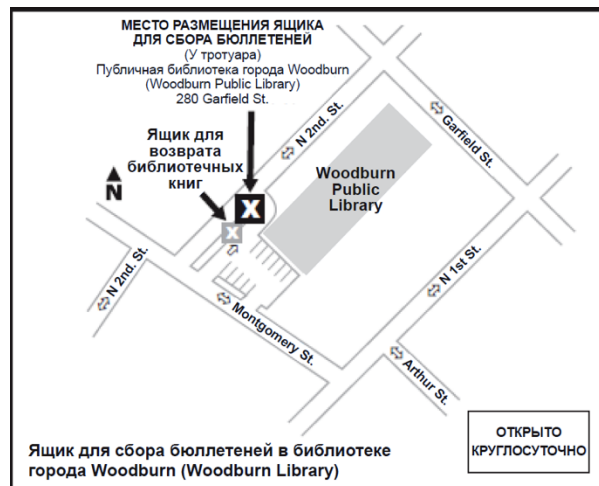 МЕСТО РАЗМЕЩЕНИЯ ЯЩИКА
ДЛЯ СБОРА БЮЛЛЕТЕНЕЙ
(У тротуара)
Публичная библиотека города Woodburn
(Woodburn Public Library)
280 Garfield St.
Ящик для
возврата
библиотечных
книг
N
N 2nd. St.
Garfield St.
Woodburn
Public
Library
X
X
N 2nd. St.
N 1st St.
Montgomery St.
Arthur St.
ОТКРЫТО
КРУГЛОСУТОЧНО
Ящик для сбора бюллетеней в библиотеке
города Woodburn (Woodburn Library)